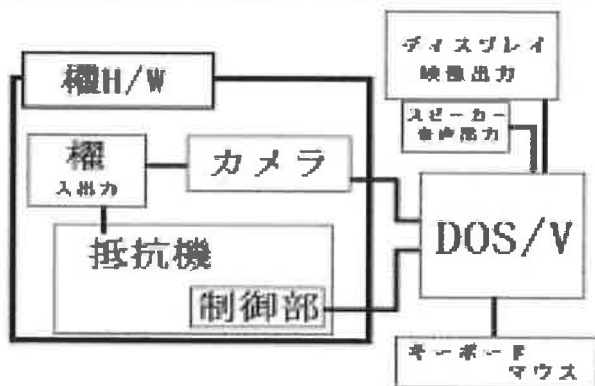 ディスプレイ
映像出力
櫂H/W
スピーカー
音声出力
櫂
入出力
カメラ
DOS/V
抵抗機
制御部
キーボード
マウス